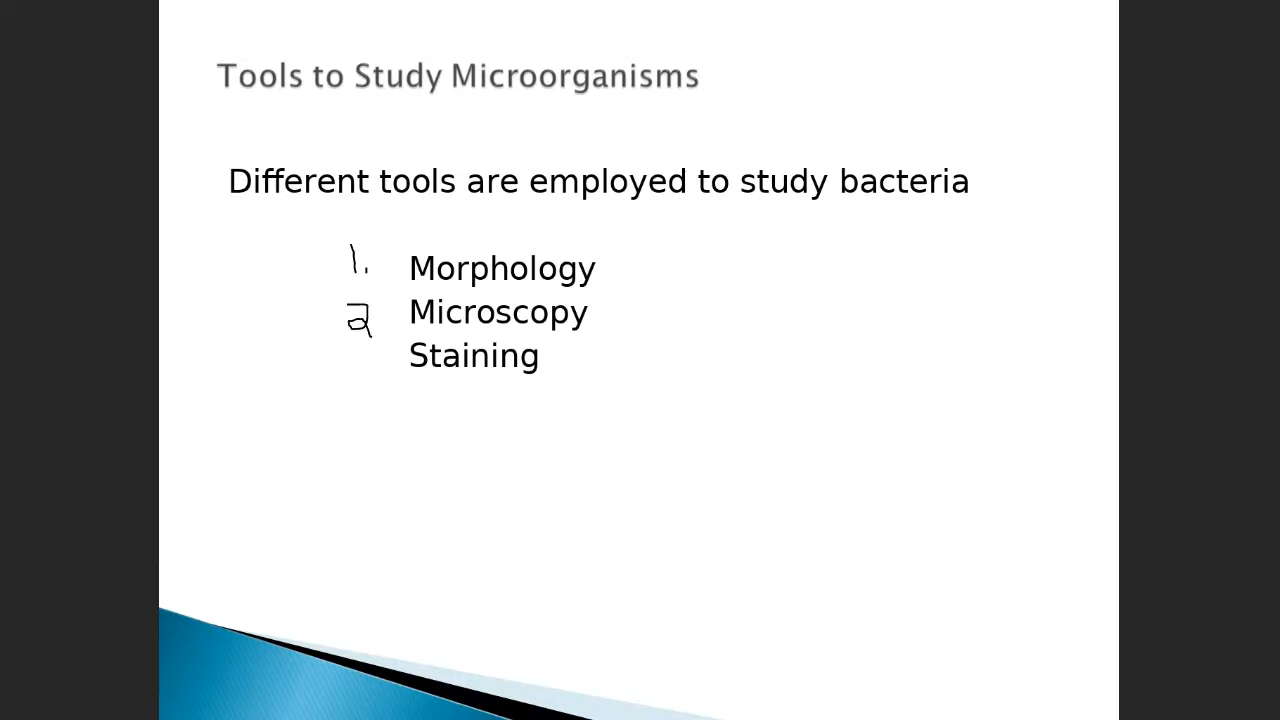 Tools to Study Microorganisms
Different tools are employed to study bacteria
1. Morphology
2 Microscopy
Staining